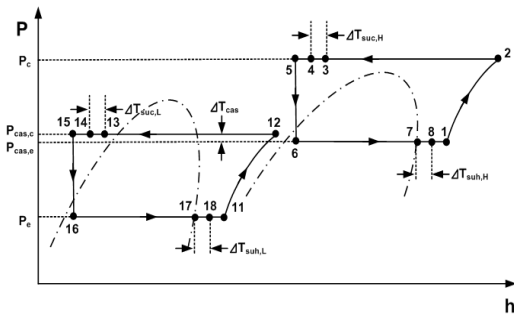 P
ΔTsuc,H
Pc
5 4 3
2
ΔTsuc,L
15 14 13
ΔTcas
12
Pcas,c
Pcas,e
6
7 8 1
ΔTsuh,H
17 18 11
Pe
16
ΔTsuh,L
h